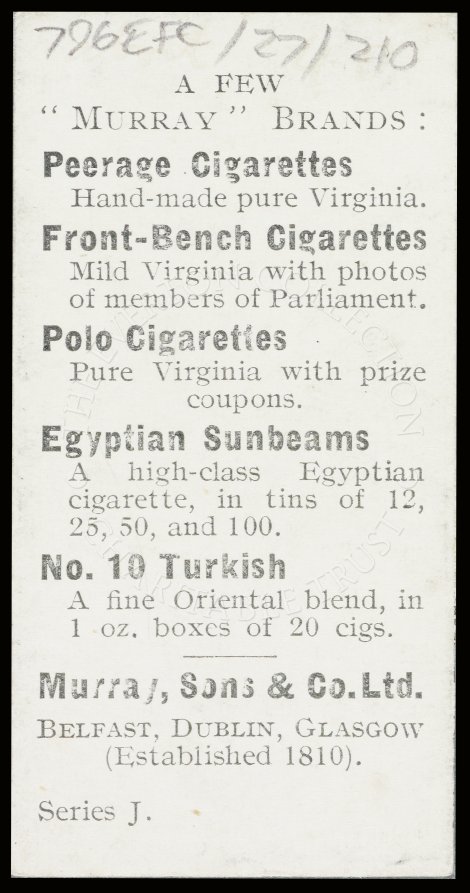 796EFC/27/210
A FEW
“ MURRAY ” BRANDS :
Peerage Cigarettes
Hand-made pure Virginia.
Front-Bench Cigarettes
Mild Virginia with photos
of members of Parliament.
Polo Cigarettes
Pure Virginia with prize
coupons.
Egyptian Sunbeams
A high-class Egyptian
cigarette, in tins of 12,
25, 50, and 100.
No. 10 Turkish
A fine Oriental blend, in
1 oz. boxes of 20 cigs.
Murray, Sons & Co. Ltd.
BELFAST, DUBLIN, GLASGOW
(Established 1810).
Series J.